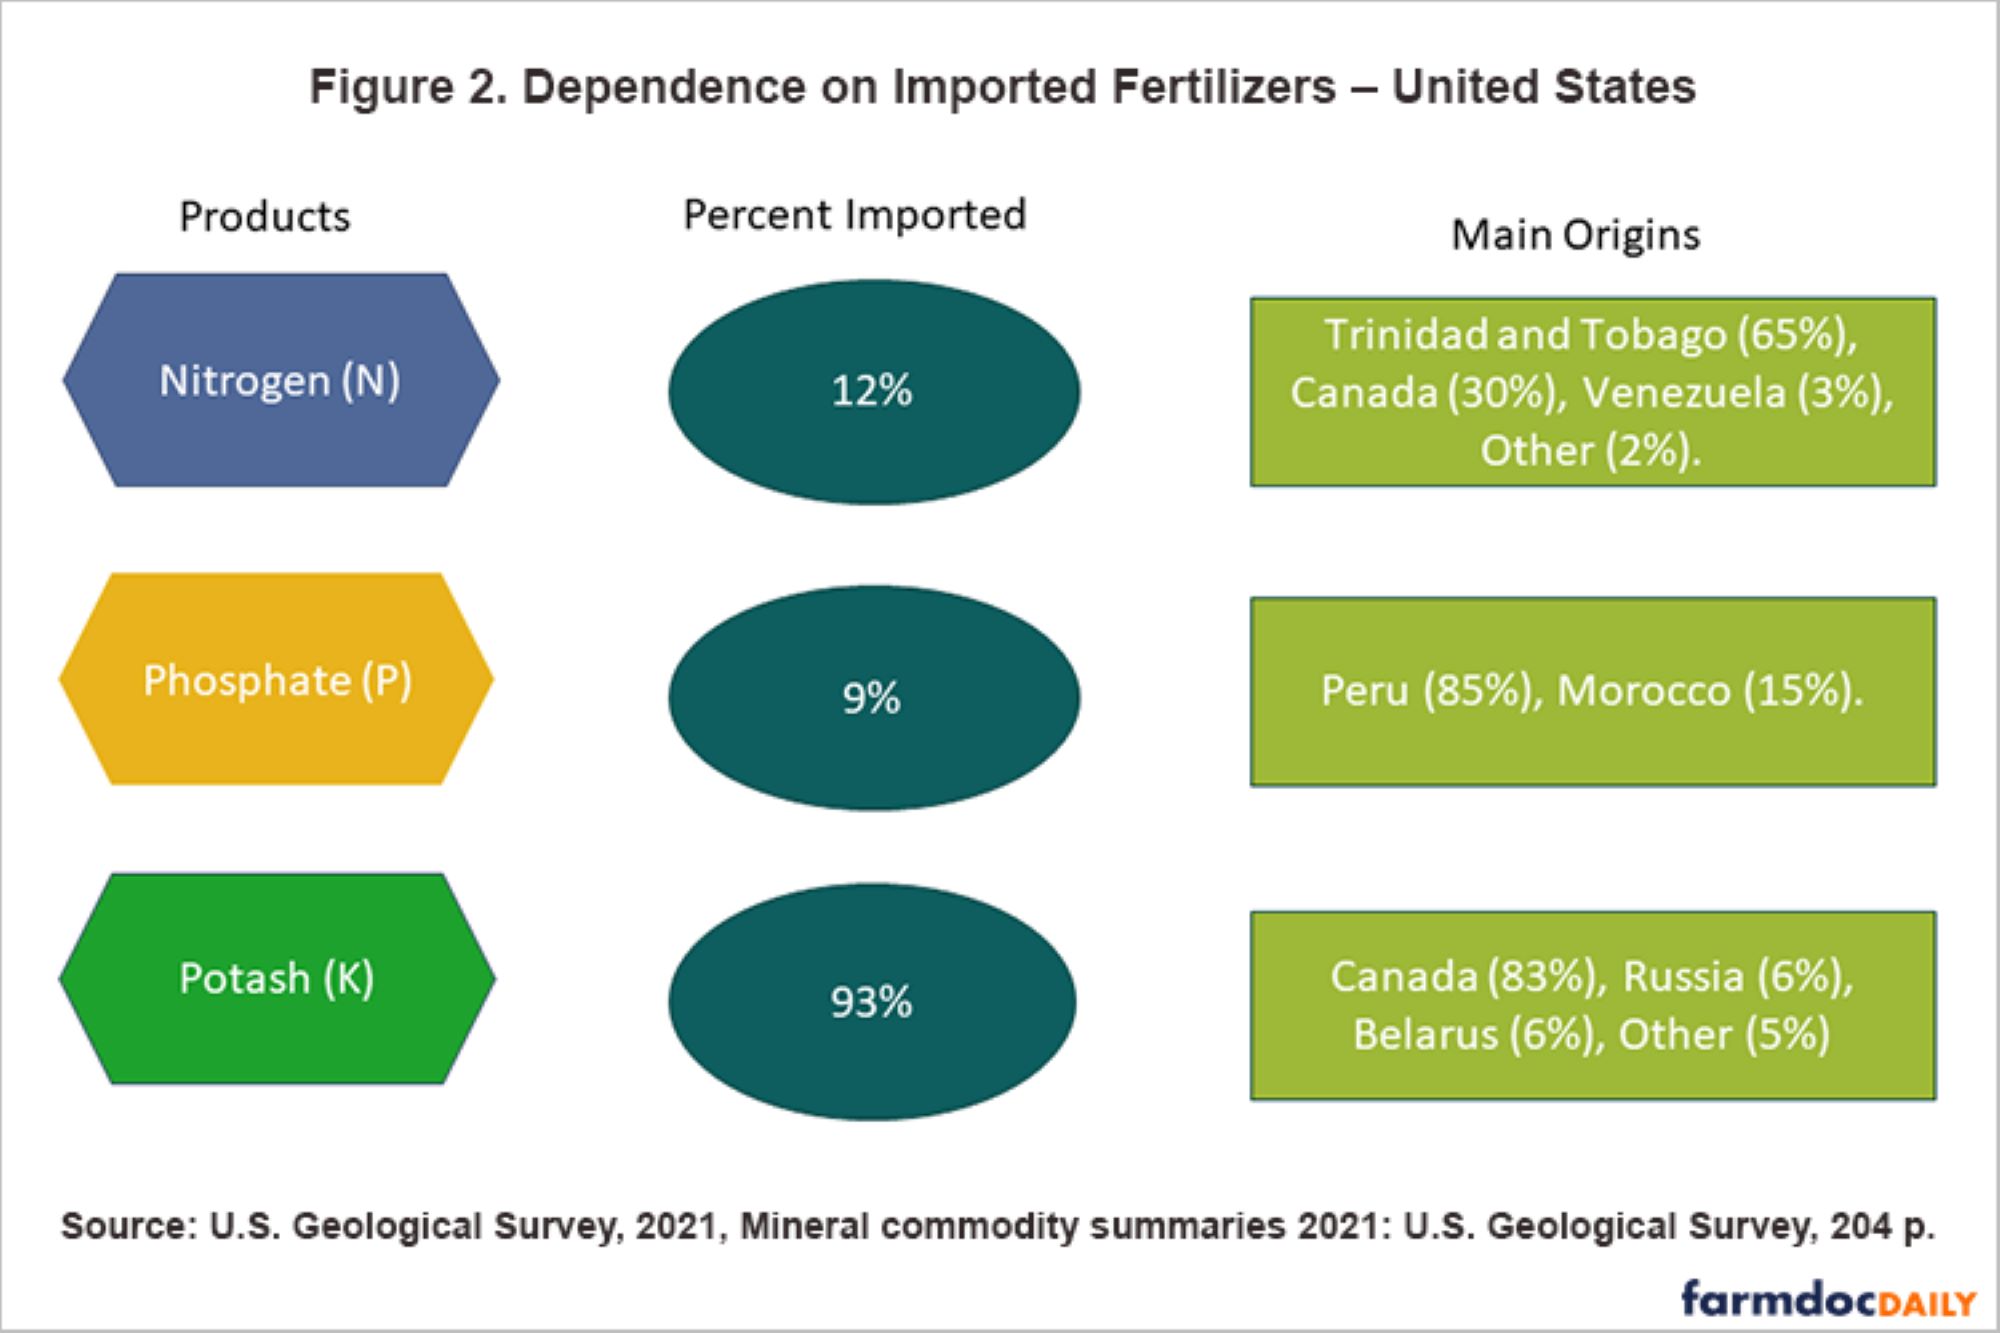 Figure 2. Dependence on Imported Fertilizers – United States
Products
Percent Imported
Main Origins
Nitrogen (N)
12%
Trinidad and Tobago (65%),
Canada (30%), Venezuela (3%),
Other (2%).
Phosphate (P)
9%
Peru (85%), Morocco (15%).
Potash (K)
93%
Canada (83%), Russia (6%),
Belarus (6%), Other (5%)
Source: U.S. Geological Survey, 2021, Mineral commodity summaries 2021: U.S. Geological Survey, 204 p.
farmdocDAILY